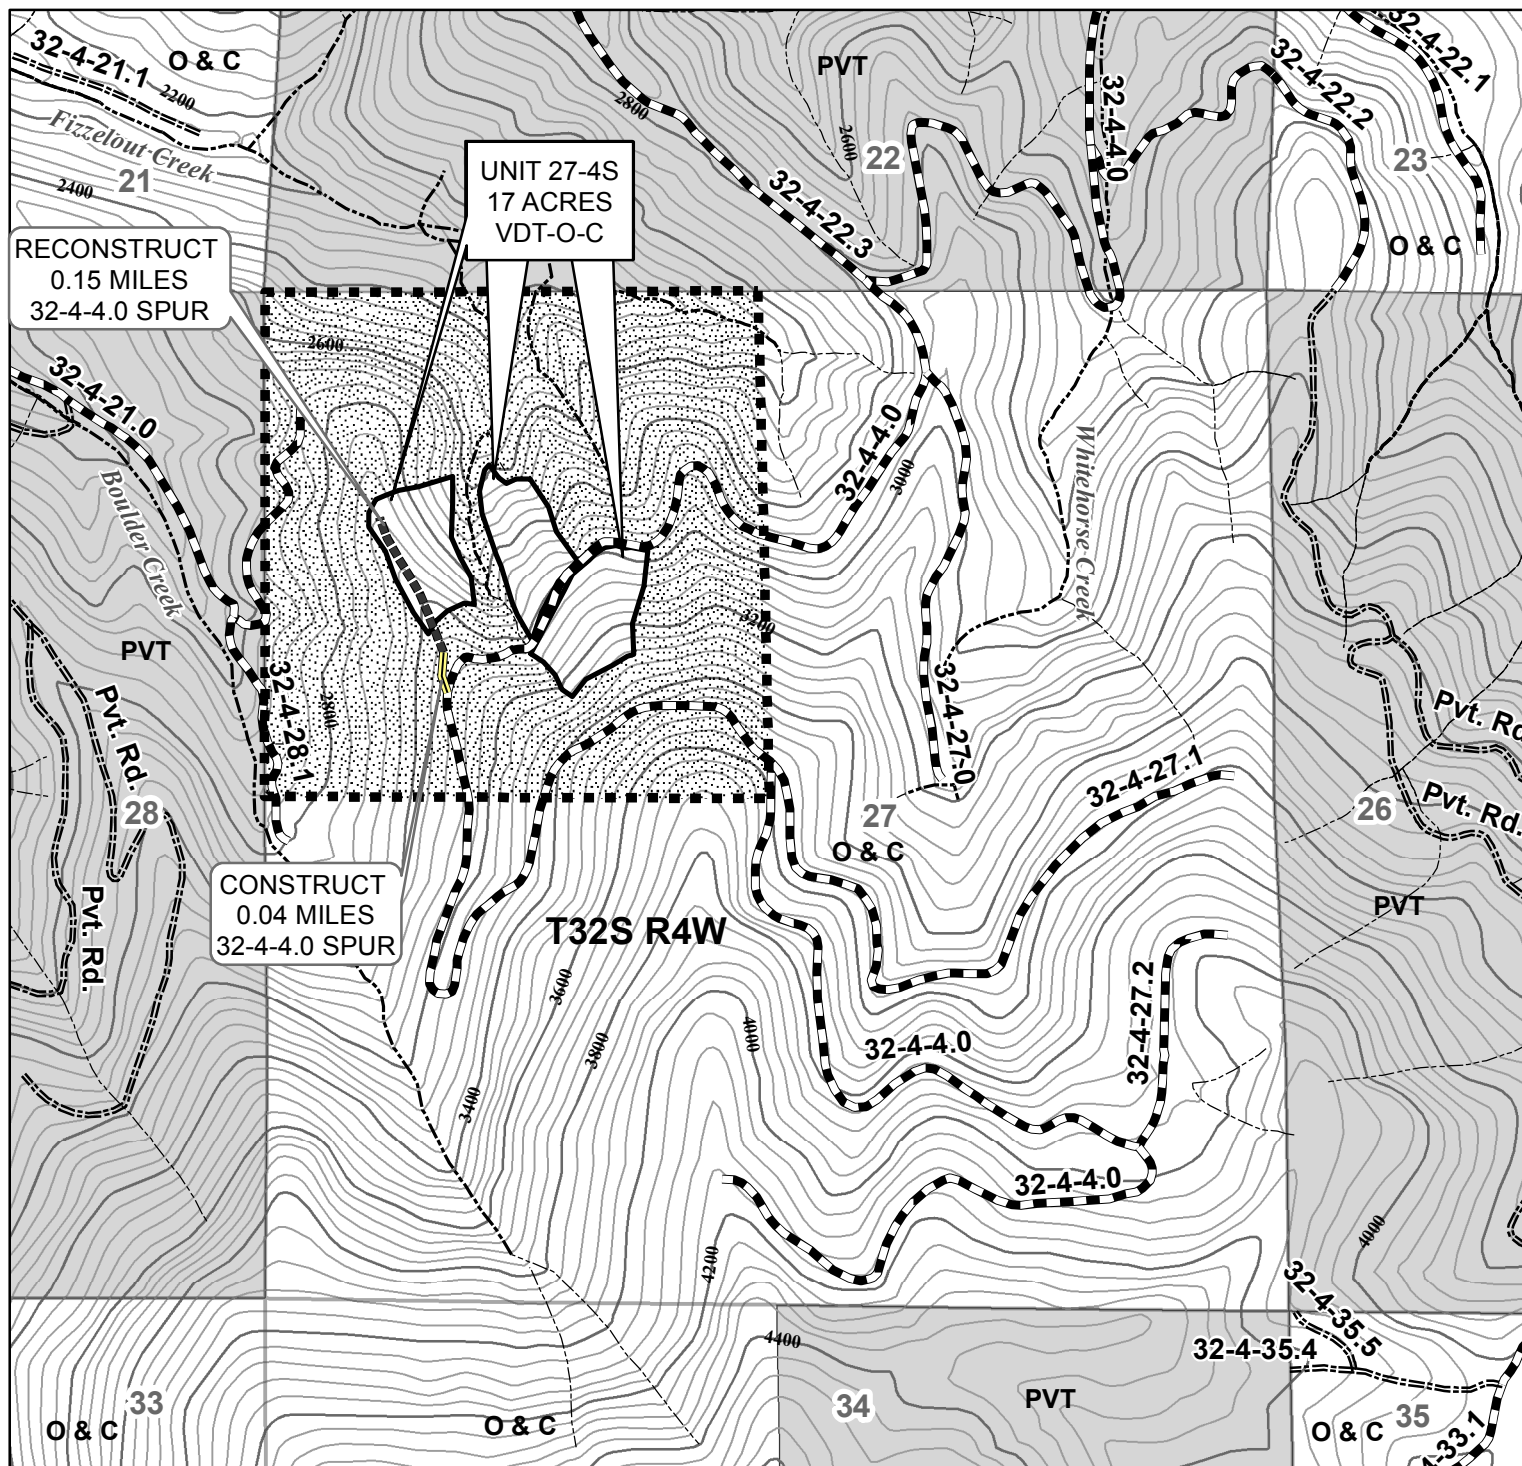 32-4-21.1
O & C
2200
Fizzelout Creek
21
2400
PVT
2800
2600
22
32-4-22.3
32-4-4.0
32-4-22.2
32-4-22.1
23
O & C
UNIT 27-4S
17 ACRES
VDT-O-C
RECONSTRUCT
0.15 MILES
32-4-4.0 SPUR
2600
32-4-21.0
Boulder Creek
PVT
32-4-4.0
3000
Whitehorse Creek
3200
32-4-28.1
2800
Pvt. Rd.
28
Pvt. Rd.
32-4-27.0
32-4-27.1
27
O & C
26
Pvt. Rd.
Pvt. Rd.
PVT
CONSTRUCT
0.04 MILES
32-4-4.0 SPUR
T32S R4W
3600
3800
4000
3400
32-4-4.0
32-4-27.2
32-4-4.0
4200
4000
32-4-35.5
32-4-35.4
4400
33
O & C
O & C
34
PVT
35
O & C
4-33.1